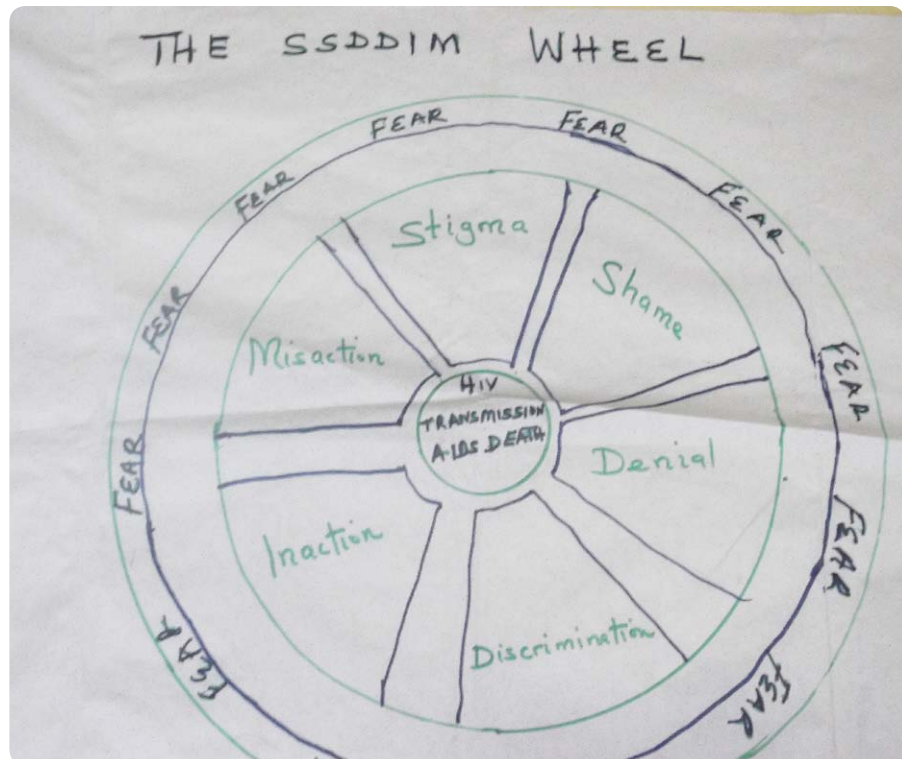 THE SSDDIM WHEEL
FEAR
FEAR
FEAR
FEAR
FEAR
FEAR
FEAR
FEAR
FEAR
FEAR
Stigma
Shame
Misaction
HIV
TRANSMISSION
AIDS DEATH
Denial
Inaction
Discrimination